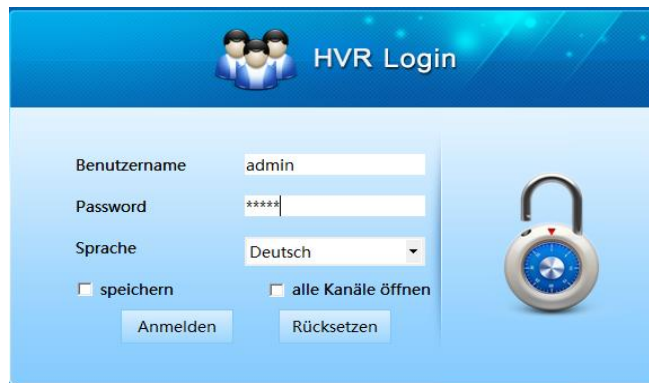 HVR Login
Benutzername admin
Password *****
Sprache Deutsch
speichern alle Kanäle öffnen
Anmelden Rücksetzen